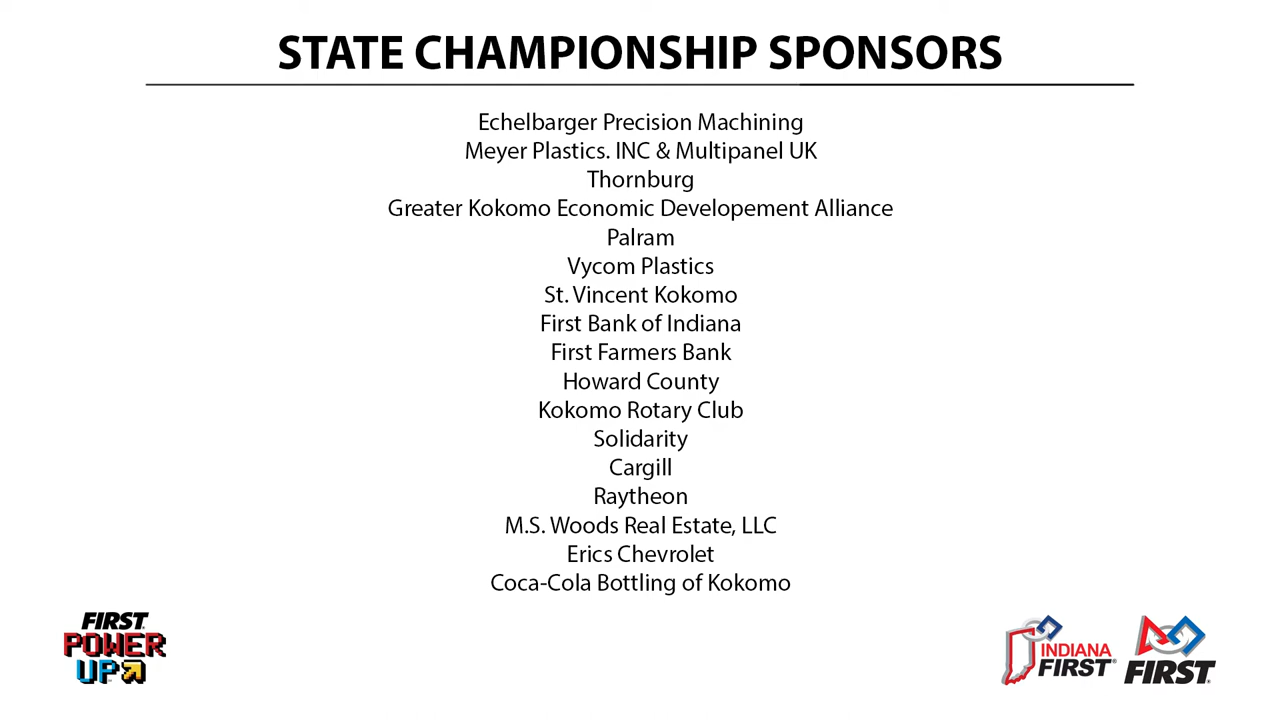 STATE CHAMPIONSHIP SPONSORS
Echelbarger Precision Machining
Meyer Plastics. INC & Multipanel UK
Thornburg
Greater Kokomo Economic Developement Alliance
Palram
Vycom Plastics
St. Vincent Kokomo
First Bank of Indiana
First Farmers Bank
Howard County
Kokomo Rotary Club
Solidarity
Cargill
Raytheon
M.S. Woods Real Estate, LLC
Erics Chevrolet
Coca-Cola Bottling of Kokomo
FIRST
POWER
UP
INDIANA
FIRST®
FIRST®